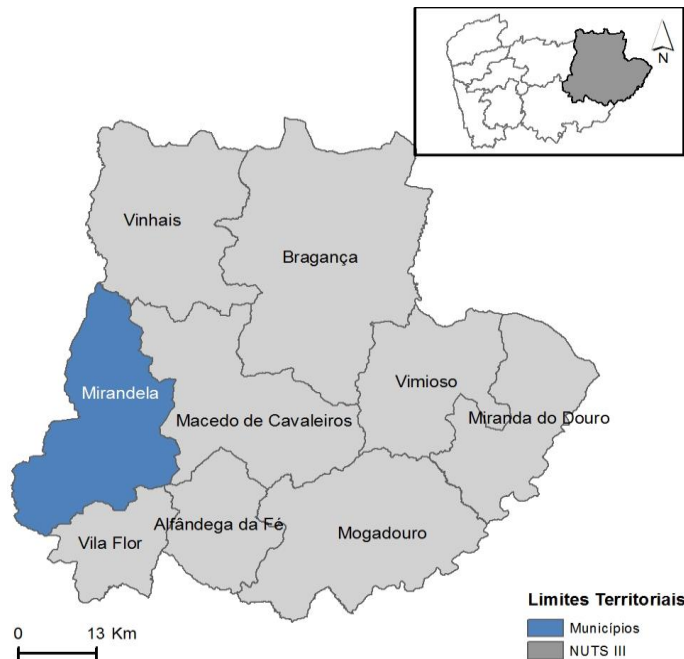 N
Vinhais
Bragança
Mirandela
Vimioso
Macedo de Cavaleiros
Miranda do Douro
Alfândega da Fé
Vila Flor
Mogadouro
Limites Territoriais
0 13 Km
Municípios
NUTS III